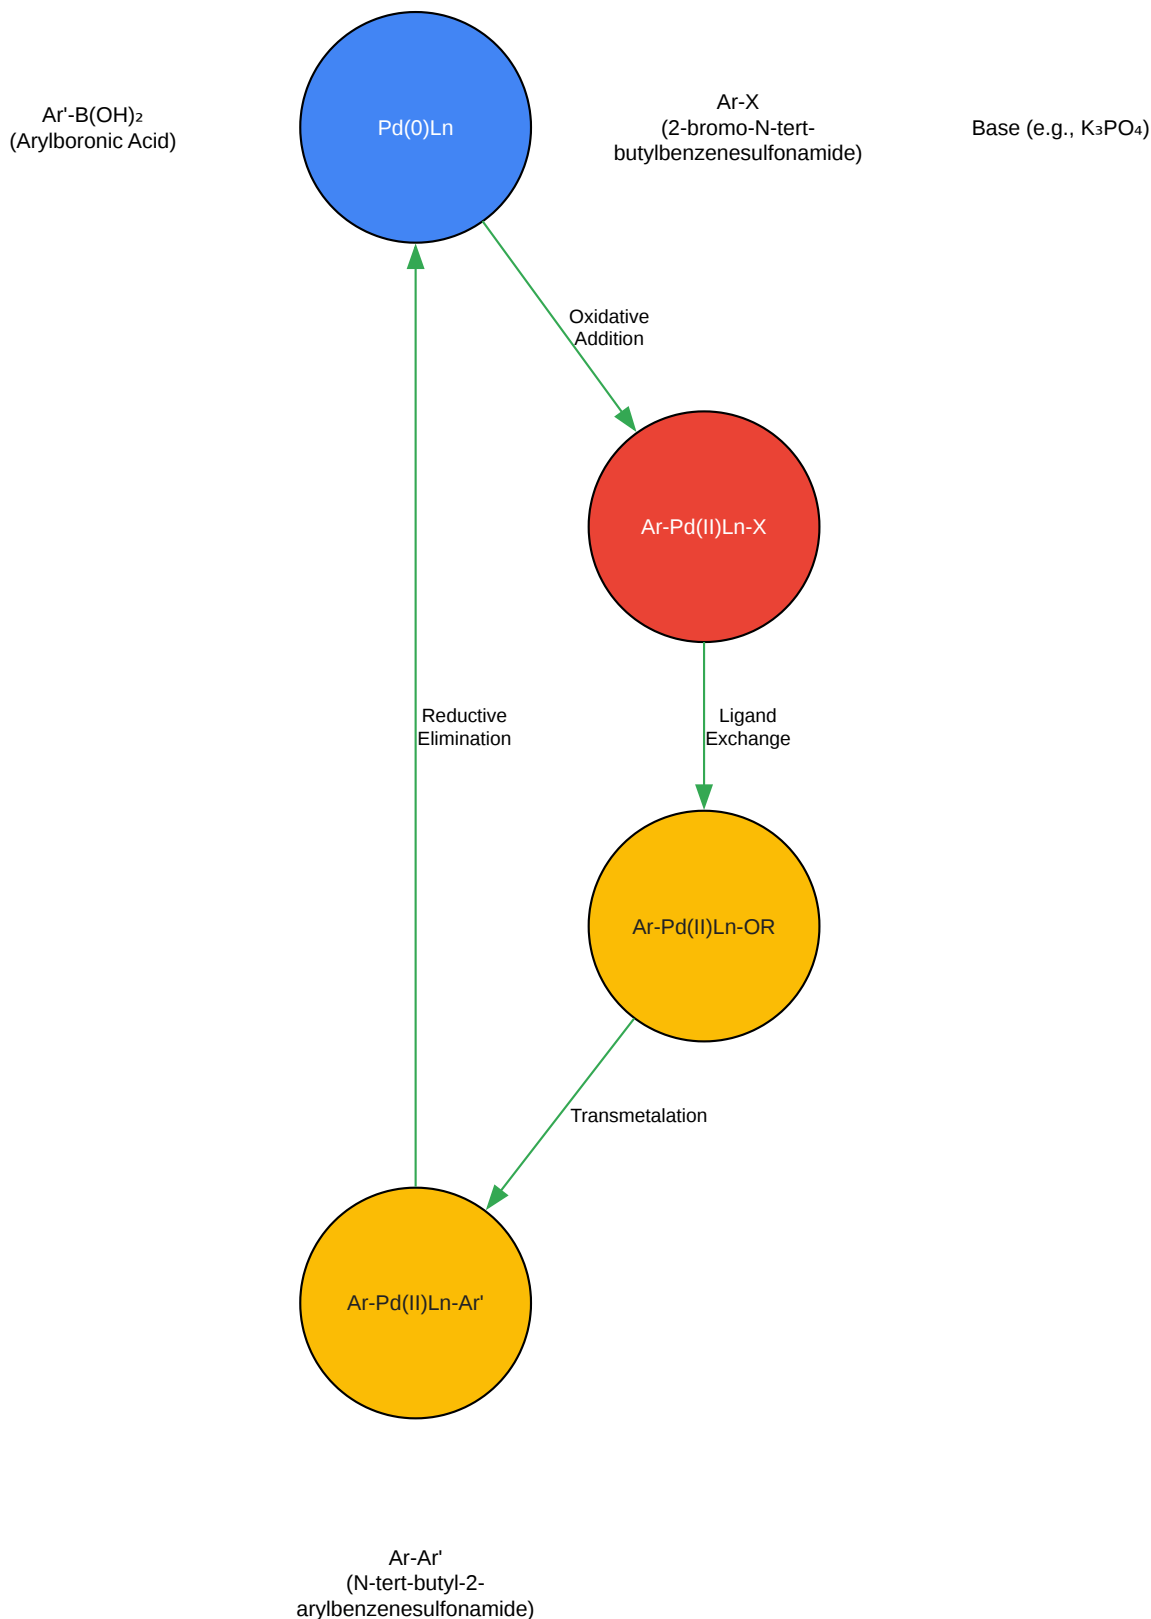 Ar'-B(OH)₂
(Arylboronic Acid)
Pd(0)Ln
Ar-X
(2-bromo-N-tert-
butylbenzenesulfonamide)
Base (e.g., K₃PO₄)
Oxidative
Addition
Ar-Pd(II)Ln-X
Reductive
Elimination
Ligand
Exchange
Ar-Pd(II)Ln-OR
Transmetalation
Ar-Pd(II)Ln-Ar'
Ar-Ar'
(N-tert-butyl-2-
arylbenzenesulfonamide)